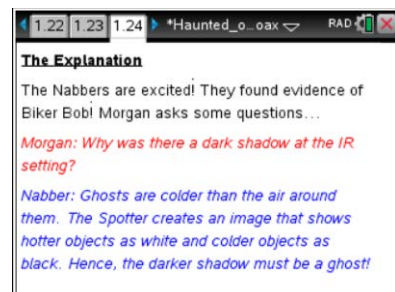 1.22 1.23 1.24 *Haunted_o...oax RAD
The Explanation
The Nabbers are excited! They found evidence of
Biker Bob! Morgan asks some questions...
Morgan: Why was there a dark shadow at the IR
setting?
Nabber: Ghosts are colder than the air around
them. The Spotter creates an image that shows
hotter objects as white and colder objects as
black. Hence, the darker shadow must be a ghost!